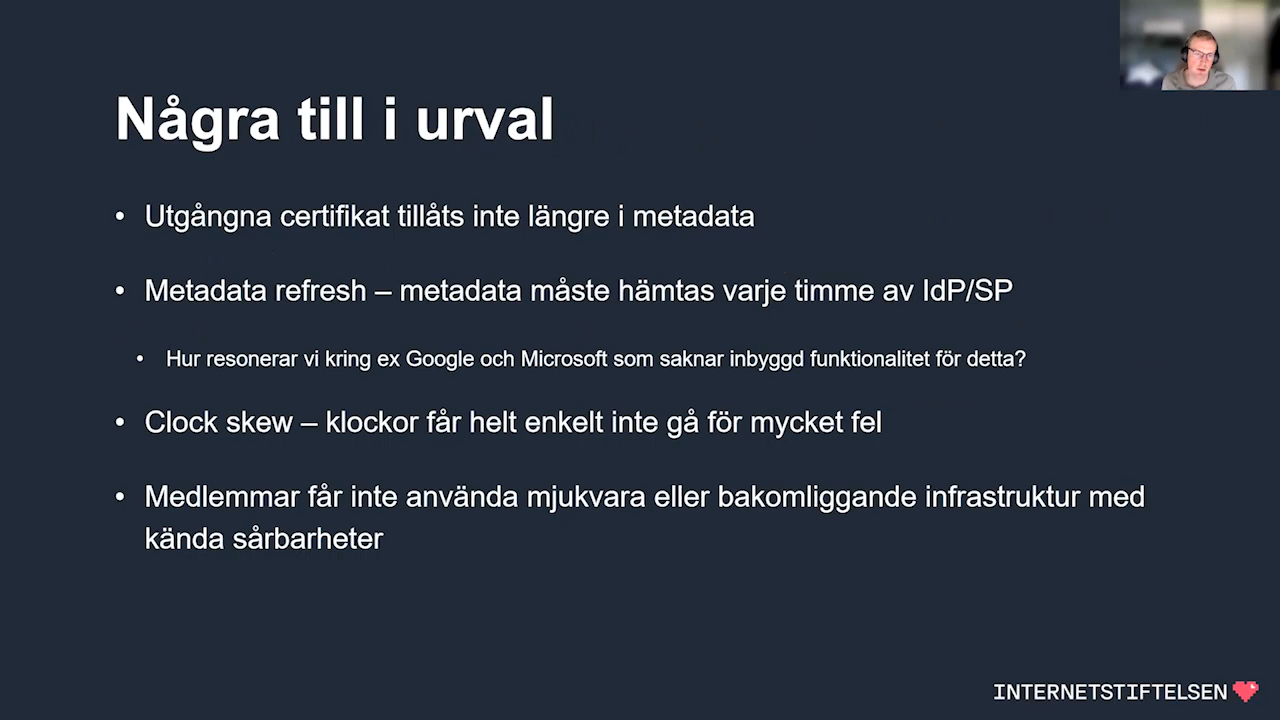 Några till i urval
• Utgångna certifikat tillåts inte längre i metadata
• Metadata refresh – metadata måste hämtas varje timme av IdP/SP
• Hur resonerar vi kring ex Google och Microsoft som saknar inbyggd funktionalitet för detta?
• Clock skew – klockor får helt enkelt inte gå för mycket fel
• Medlemmar får inte använda mjukvara eller bakomliggande infrastruktur med
kända sårbarheter
INTERNETSTIFTELSEN